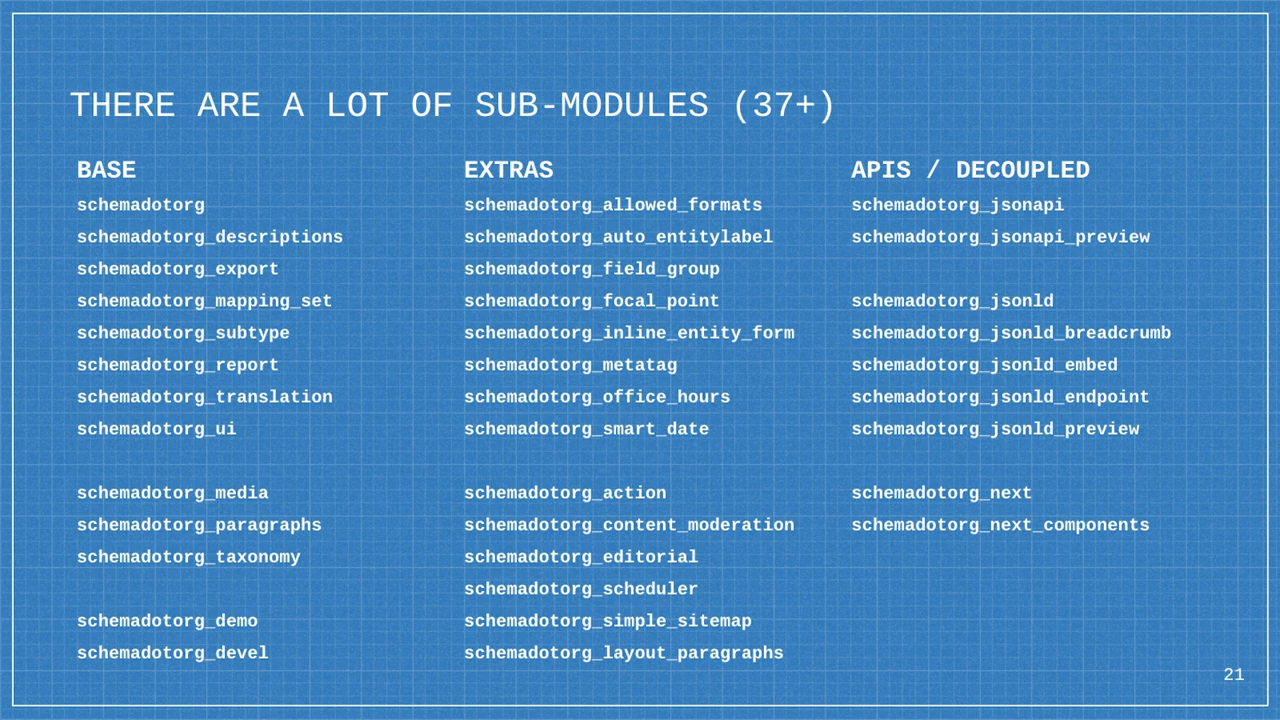 THERE ARE A LOT OF SUB-MODULES (37+)
BASE
schemadotorg
schemadotorg_descriptions
schemadotorg_export
schemadotorg_mapping_set
schemadotorg_subtype
schemadotorg_report
schemadotorg_translation
schemadotorg_ui
schemadotorg_media
schemadotorg_paragraphs
schemadotorg_taxonomy
schemadotorg_demo
schemadotorg_devel
EXTRAS
schemadotorg_allowed_formats
schemadotorg_auto_entitylabel
schemadotorg_field_group
schemadotorg_focal_point
schemadotorg_inline_entity_form
schemadotorg_metatag
schemadotorg_office_hours
schemadotorg_smart_date
schemadotorg_action
schemadotorg_content_moderation
schemadotorg_editorial
schemadotorg_scheduler
schemadotorg_simple_sitemap
schemadotorg_layout_paragraphs
APIS / DECOUPLED
schemadotorg_jsonapi
schemadotorg_jsonapi_preview
schemadotorg_jsonld
schemadotorg_jsonld_breadcrumb
schemadotorg_jsonld_embed
schemadotorg_jsonld_endpoint
schemadotorg_jsonld_preview
schemadotorg_next
schemadotorg_next_components
21